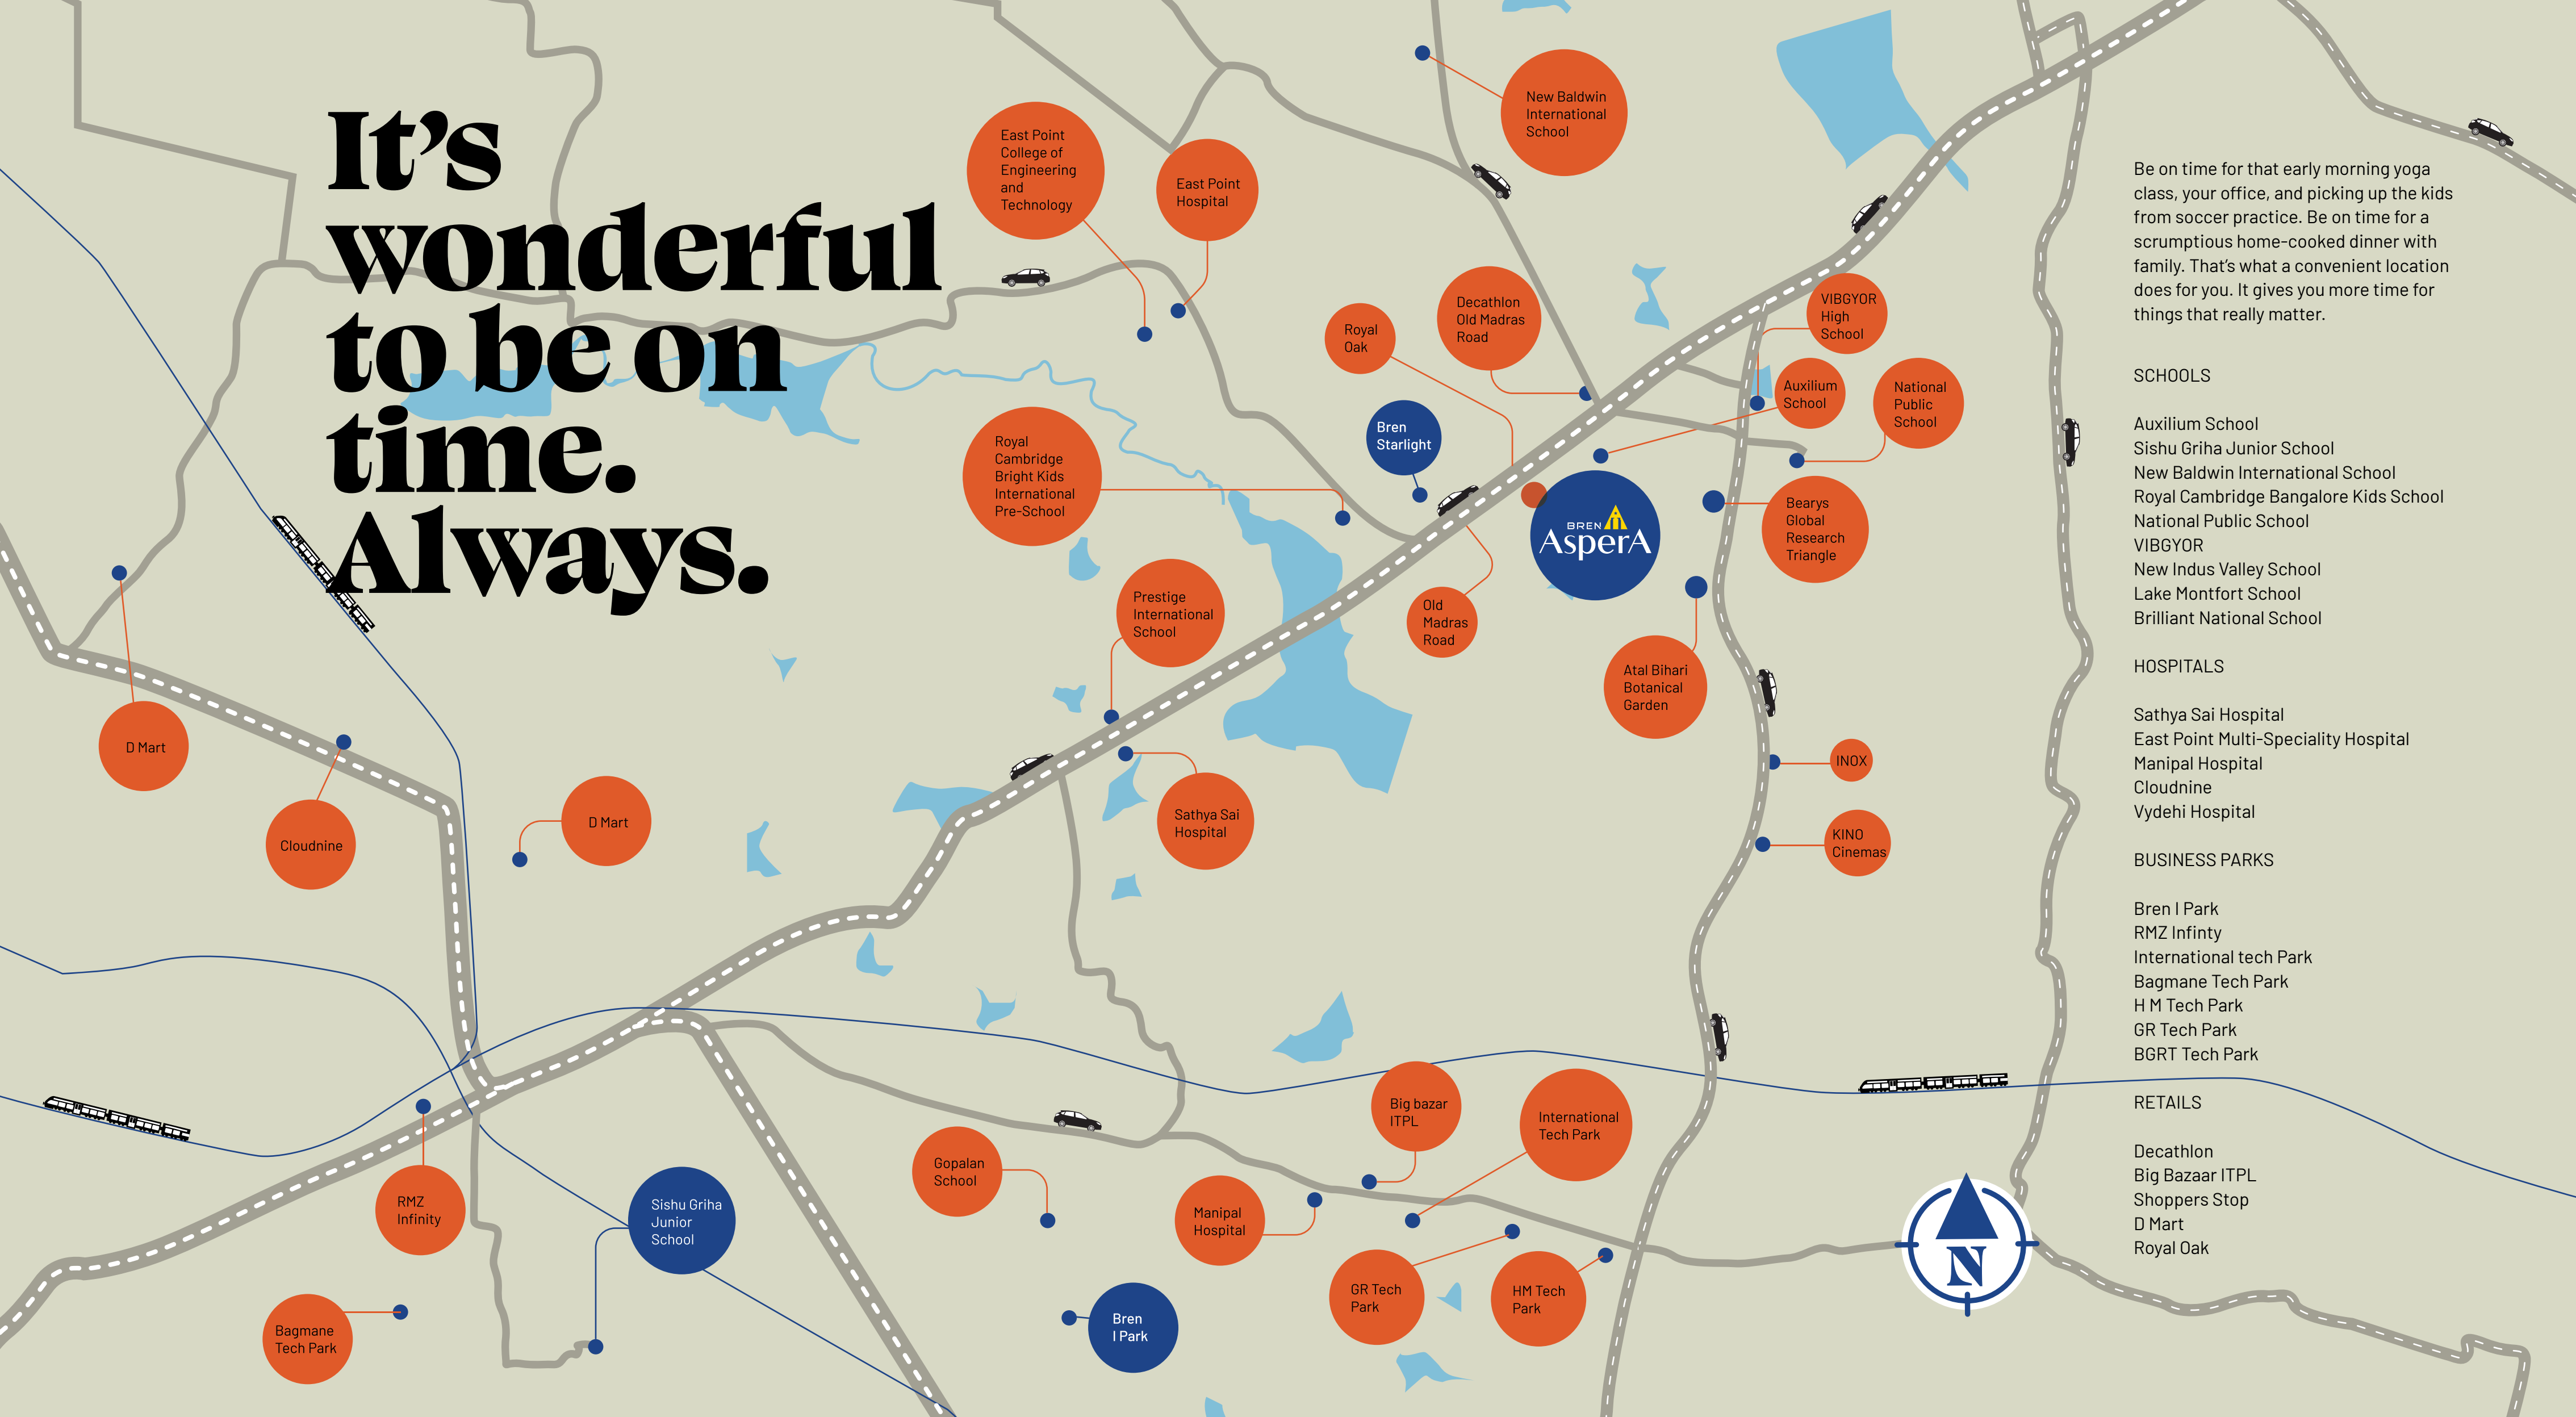 It's
wonderful
to be on
time.
Always.
East Point
College of
Engineering
and
Technology
East Point
Hospital
New Baldwin
International
School
Royal
Oak
Decathlon
Old Madras
Road
VIBGYOR
High
School
Auxilium
School
National
Public
School
Bren
Starlight
Royal
Cambridge
Bright Kids
International
Pre-School
BREN
AsperA
Bearys
Global
Research
Triangle
Prestige
International
School
Old
Madras
Road
Atal Bihari
Botanical
Garden
D Mart
Cloudnine
D Mart
Sathya Sai
Hospital
INOX
KINO
Cinemas
RMZ
Infinity
Sishu Griha
Junior
School
Bagmane
Tech Park
Gopalan
School
Big bazar
ITPL
International
Tech Park
Manipal
Hospital
GR Tech
Park
HM Tech
Park
Bren
I Park
N
Be on time for that early morning yoga
class, your office, and picking up the kids
from soccer practice. Be on time for a
scrumptious home-cooked dinner with
family. That's what a convenient location
does for you. It gives you more time for
things that really matter.
SCHOOLS
Auxilium School
Sishu Griha Junior School
New Baldwin International School
Royal Cambridge Bangalore Kids School
National Public School
VIBGYOR
New Indus Valley School
Lake Montfort School
Brilliant National School
HOSPITALS
Sathya Sai Hospital
East Point Multi-Speciality Hospital
Manipal Hospital
Cloudnine
Vydehi Hospital
BUSINESS PARKS
Bren I Park
RMZ Infinty
International tech Park
Bagmane Tech Park
H M Tech Park
GR Tech Park
BGRT Tech Park
RETAILS
Decathlon
Big Bazaar ITPL
Shoppers Stop
D Mart
Royal Oak